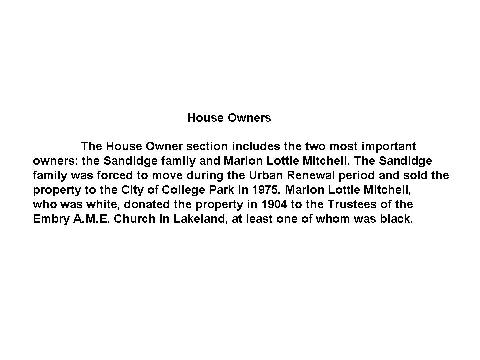 House Owners
The House Owner section includes the two most important
owners: the Sandidge family and Marion Lottie Mitchell. The Sandidge
family was forced to move during the Urban Renewal period and sold the
property to the City of College Park in 1975. Marion Lottie Mitchell,
who was white, donated the property in 1904 to the Trustees of the
Embry A.M.E. Church in Lakeland, at least one of whom was black.